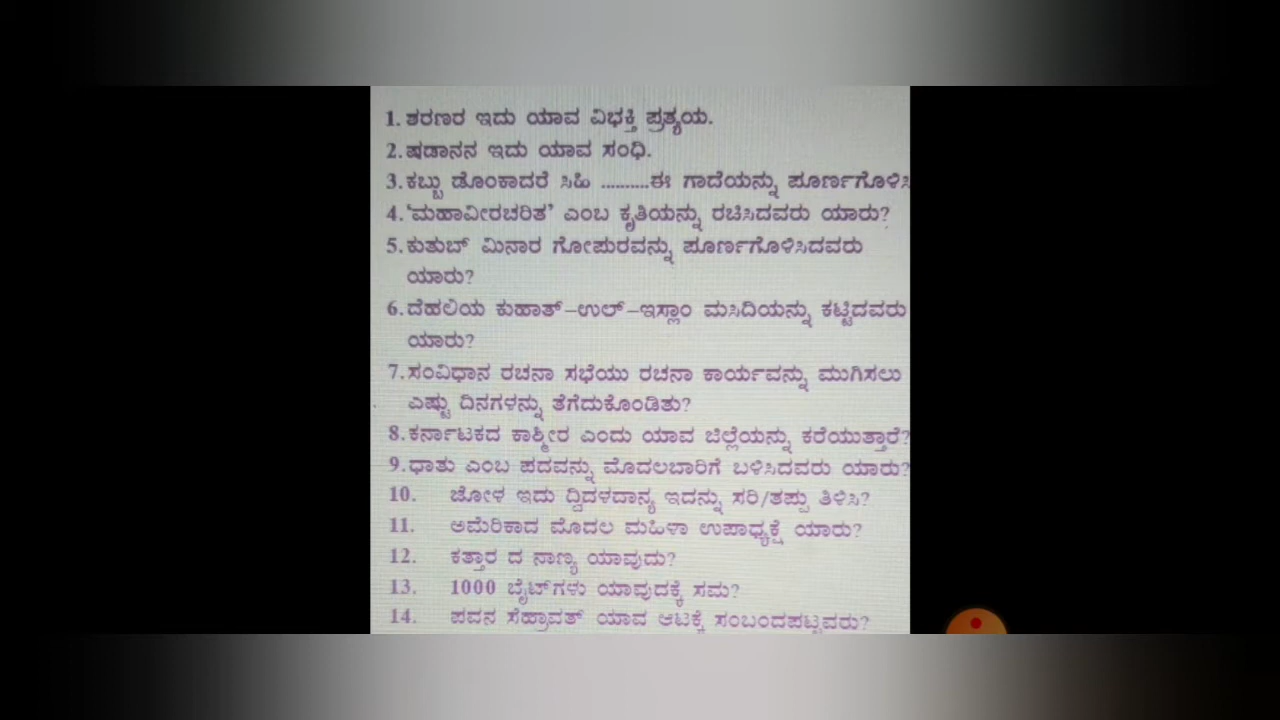 1. ಶರಣರ ಇದು ಯಾವ ವಿಭಕ್ತಿ ಪ್ರತ್ಯಯ.
2. ಷಡಾನನ ಇದು ಯಾವ ಸಂಧಿ.
3. ಕಬ್ಬು ಡೊಂಕಾದರೆ ಸಿಹಿ ..........ಈ ಗಾದೆಯನ್ನು ಪೂರ್ಣಗೊಳಿಸಿ
4. 'ಮಹಾವೀರಚರಿತ' ಎಂಬ ಕೃತಿಯನ್ನು ರಚಿಸಿದವರು ಯಾರು?
5. ಕುತುಬ್ ಮಿನಾರ ಗೋಪುರವನ್ನು ಪೂರ್ಣಗೊಳಿಸಿದವರು
ಯಾರು?
6. ದೆಹಲಿಯ ಕುಹಾತ್-ಉಲ್-ಇಸ್ಲಾಂ ಮಸಿದಿಯನ್ನು ಕಟ್ಟಿದವರು
ಯಾರು?
7. ಸಂವಿಧಾನ ರಚನಾ ಸಭೆಯು ರಚನಾ ಕಾರ್ಯವನ್ನು ಮುಗಿಸಲು
ಎಷ್ಟು ದಿನಗಳನ್ನು ತೆಗೆದುಕೊಂಡಿತು?
8. ಕರ್ನಾಟಕದ ಕಾಶ್ಮೀರ ಎಂದು ಯಾವ ಜಿಲ್ಲೆಯನ್ನು ಕರೆಯುತ್ತಾರೆ?
9. ಧಾತು ಎಂಬ ಪದವನ್ನು ಮೊದಲಬಾರಿಗೆ ಬಳಿಸಿದವರು ಯಾರು?
10. ಜೋಳ ಇದು ದ್ವಿದಳದಾನ್ಯ ಇದನ್ನು ಸರಿ/ತಪ್ಪು ತಿಳಿಸಿ?
11. ಅಮೆರಿಕಾದ ಮೊದಲ ಮಹಿಳಾ ಉಪಾಧ್ಯಕ್ಷೆ ಯಾರು?
12. ಕತ್ತಾರ ದ ನಾಣ್ಯ ಯಾವುದು?
13. 1000 ಬೈಟ್‌ಗಳು ಯಾವುದಕ್ಕೆ ಸಮ?
14. ಪವನ ಸೆಹ್ರಾವತ್ ಯಾವ ಆಟಕ್ಕೆ ಸಂಬಂದಪಟ್ಟವರು?